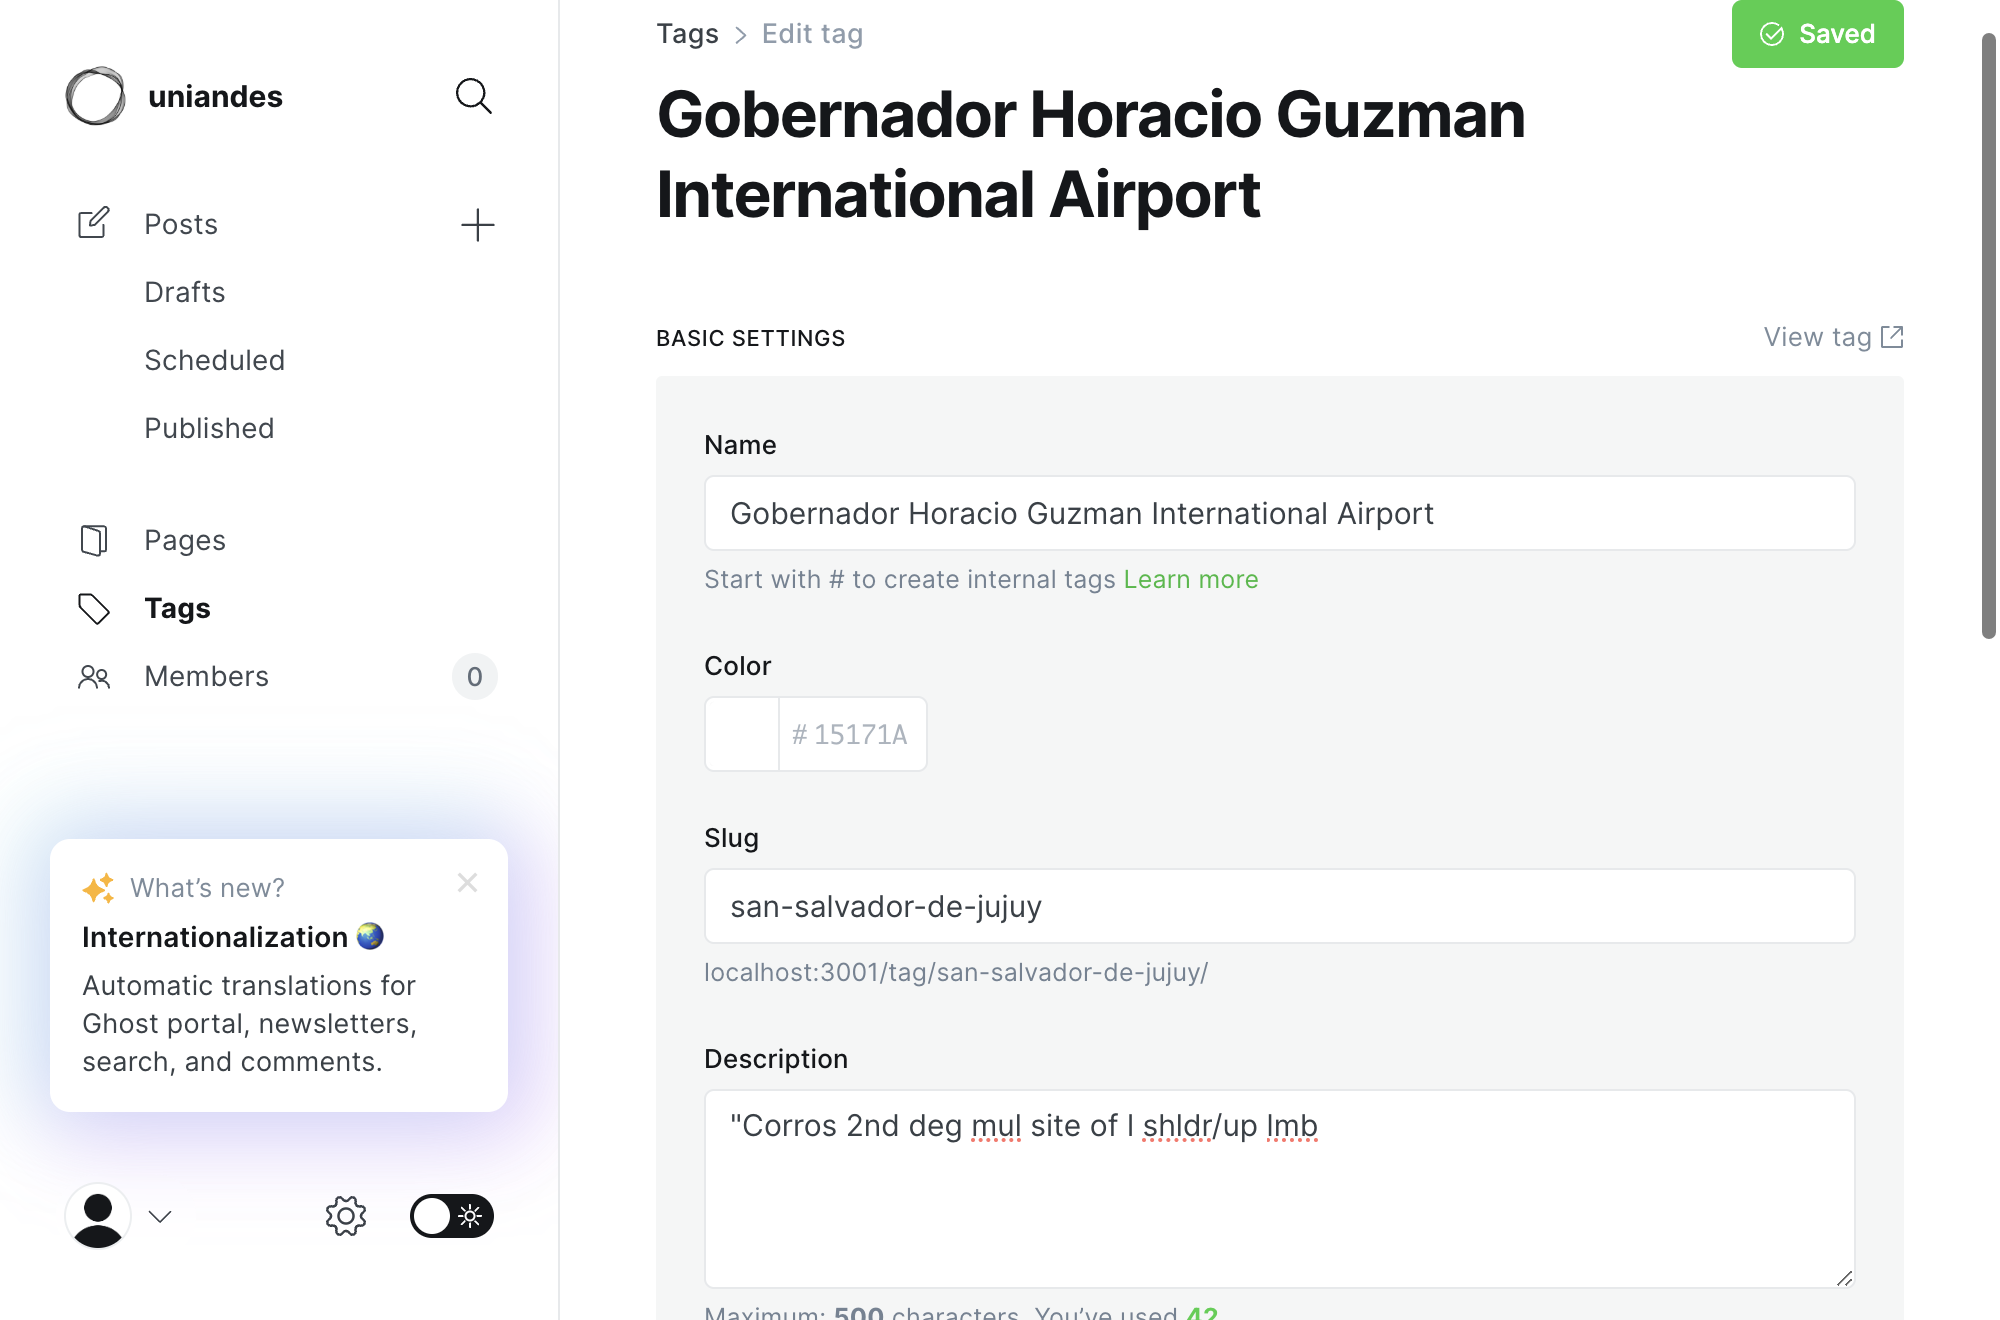 uniandes
Posts
Drafts
Scheduled
Published
Pages
Tags
Members
0
What's new?
Internationalization
Automatic translations for
Ghost portal, newsletters,
search, and comments.
Tags > Edit tag
Saved
Gobernador Horacio Guzman
International Airport
BASIC SETTINGS
View tag
Name
Gobernador Horacio Guzman International Airport
Start with # to create internal tags Learn more
Color
# 15171A
Slug
san-salvador-de-jujuy
localhost:3001/tag/san-salvador-de-jujuy/
Description
"Corros 2nd deg mul site of l shldr/up lmb
Maximum: 500 characters. You've used 42